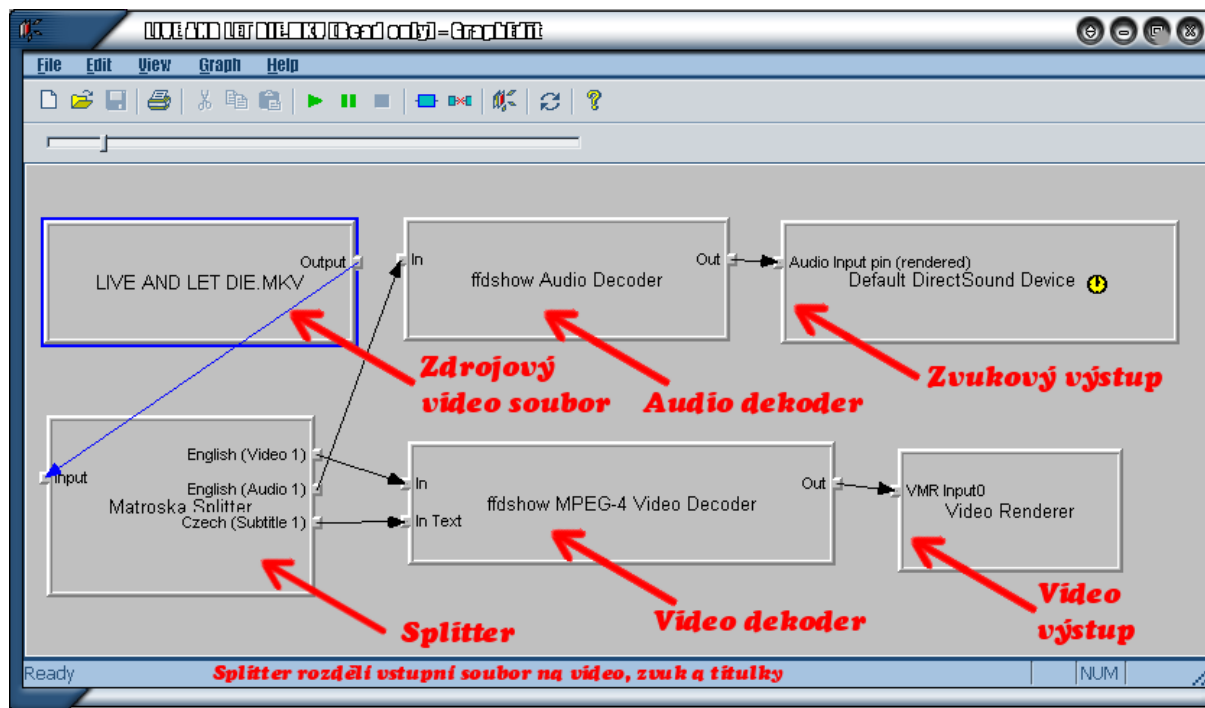 LIVE AND LET DIE.MKV [Read only] = GraphEdit
File Edit View Graph Help
Output
LIVE AND LET DIE.MKV
In
Out
ffdshow Audio Decoder
Audio Input pin (rendered)
Default DirectSound Device
Zdrojový
video soubor
Audio dekoder
Zvukový výstup
Input
English (Video 1)
English (Audio 1)
Matroska Splitter
Czech (Subtitle 1)
In
In Text
Out
ffdshow MPEG-4 Video Decoder
VMR Input0
Video Renderer
Splitter
Video dekoder
Video
výstup
Ready
Splitter rozdělí vstupní soubor na video, zvuk a titulky
NUM